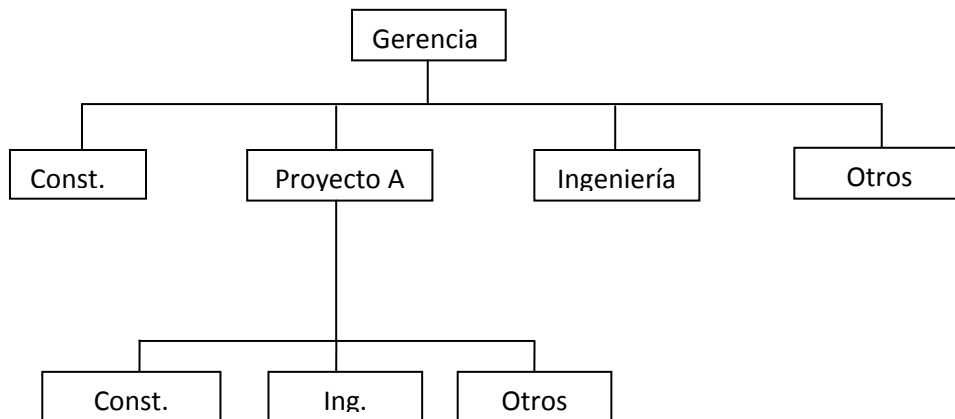 Gerencia
Const.
Proyecto A
Ingeniería
Otros
Const.
Ing.
Otros